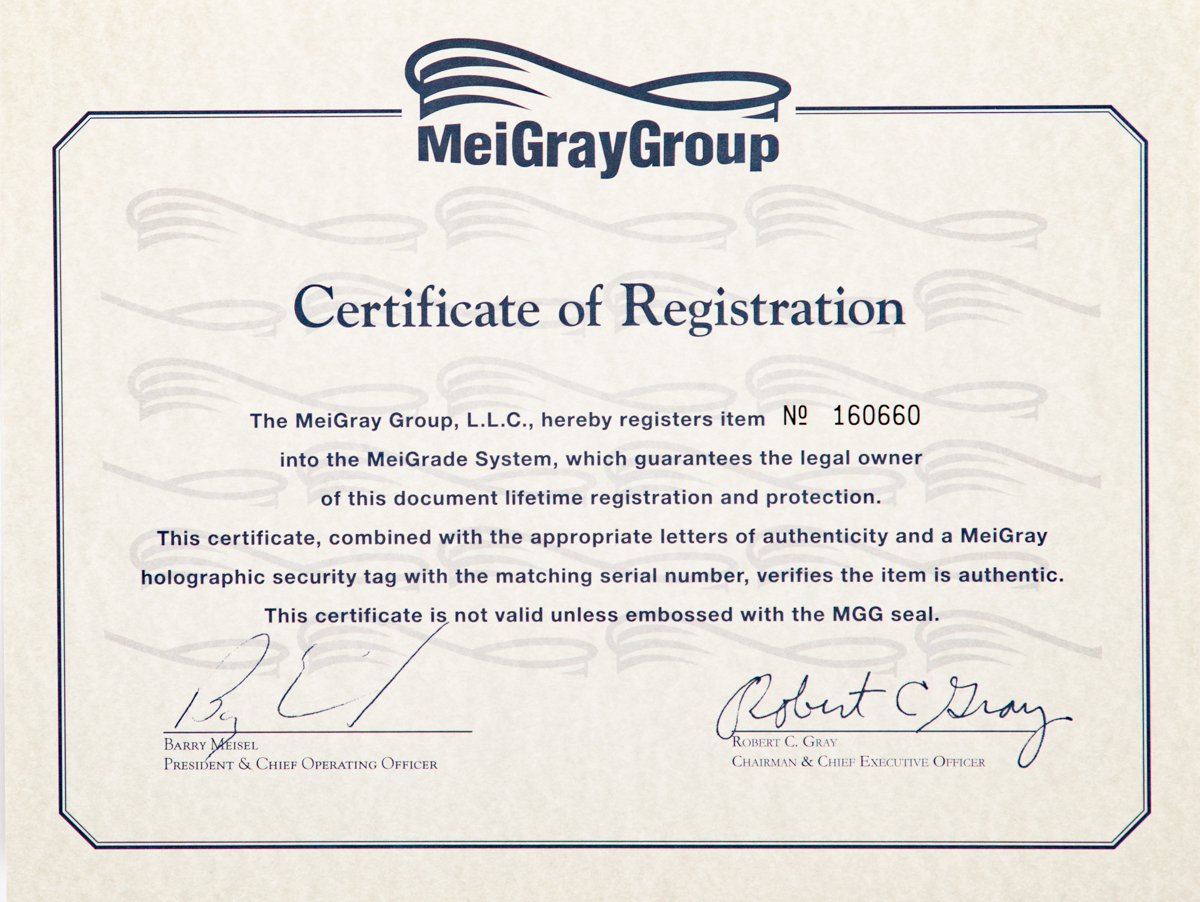 MeiGrayGroup
Certificate of Registration
The MeiGray Group, L.L.C., hereby registers item Nº 160660
into the MeiGrade System, which guarantees the legal owner
of this document lifetime registration and protection.
This certificate, combined with the appropriate letters of authenticity and a MeiGray
holographic security tag with the matching serial number, verifies the item is authentic.
This certificate is not valid unless embossed with the MGG seal.
Robert C Gray
BARRY MEISEL
PRESIDENT & CHIEF OPERATING OFFICER
ROBERT C. GRAY
CHAIRMAN & CHIEF EXECUTIVE OFFICER